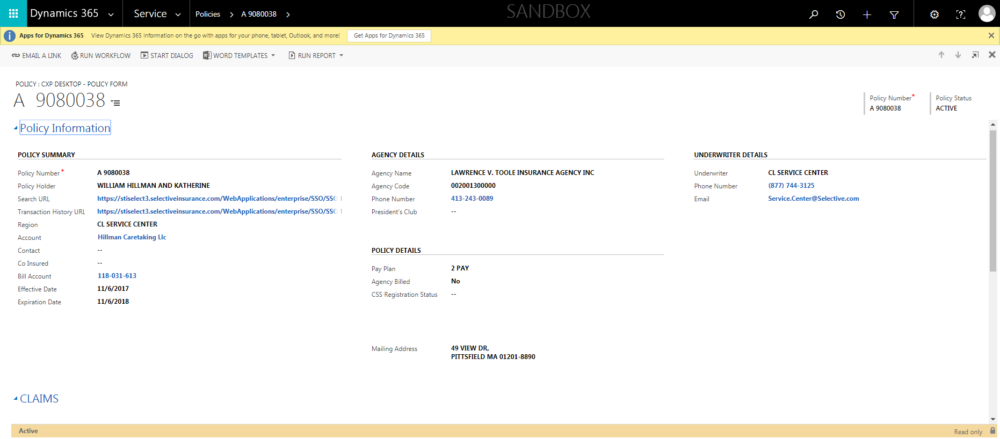 Dynamics 365 Service Policies A 9080038 SANDBOX
Apps for Dynamics 365 View Dynamics 365 information on the go with apps for your phone, tablet, Outlook, and more! Get Apps for Dynamics 365
EMAIL A LINK RUN WORKFLOW START DIALOG WORD TEMPLATES RUN REPORT
POLICY : CXP DESKTOP - POLICY FORM
A 9080038
Policy Number* Policy Status
A 9080038 ACTIVE
Policy Information
POLICY SUMMARY
Policy Number* A 9080038
Policy Holder WILLIAM HILLMAN AND KATHERINE
Search URL https://stiselect3.selectiveinsurance.com/WebApplications/enterprise/SSO/SSO
Transaction History URL https://stiselect3.selectiveinsurance.com/WebApplications/enterprise/SSO/SSO
Region CL SERVICE CENTER
Account Hillman Caretaking Llc
Contact --
Co Insured --
Bill Account 118-031-613
Effective Date 11/6/2017
Expiration Date 11/6/2018
AGENCY DETAILS
Agency Name LAWRENCE V. TOOLE INSURANCE AGENCY INC
Agency Code 002001300000
Phone Number 413-243-0089
President's Club --
POLICY DETAILS
Pay Plan 2 PAY
Agency Billed No
CSS Registration Status --
Mailing Address 49 VIEW DR,
PITTSFIELD MA 01201-8890
UNDERWRITER DETAILS
Underwriter CL SERVICE CENTER
Phone Number (877) 744-3125
Email Service.Center@Selective.com
CLAIMS
Active Read only